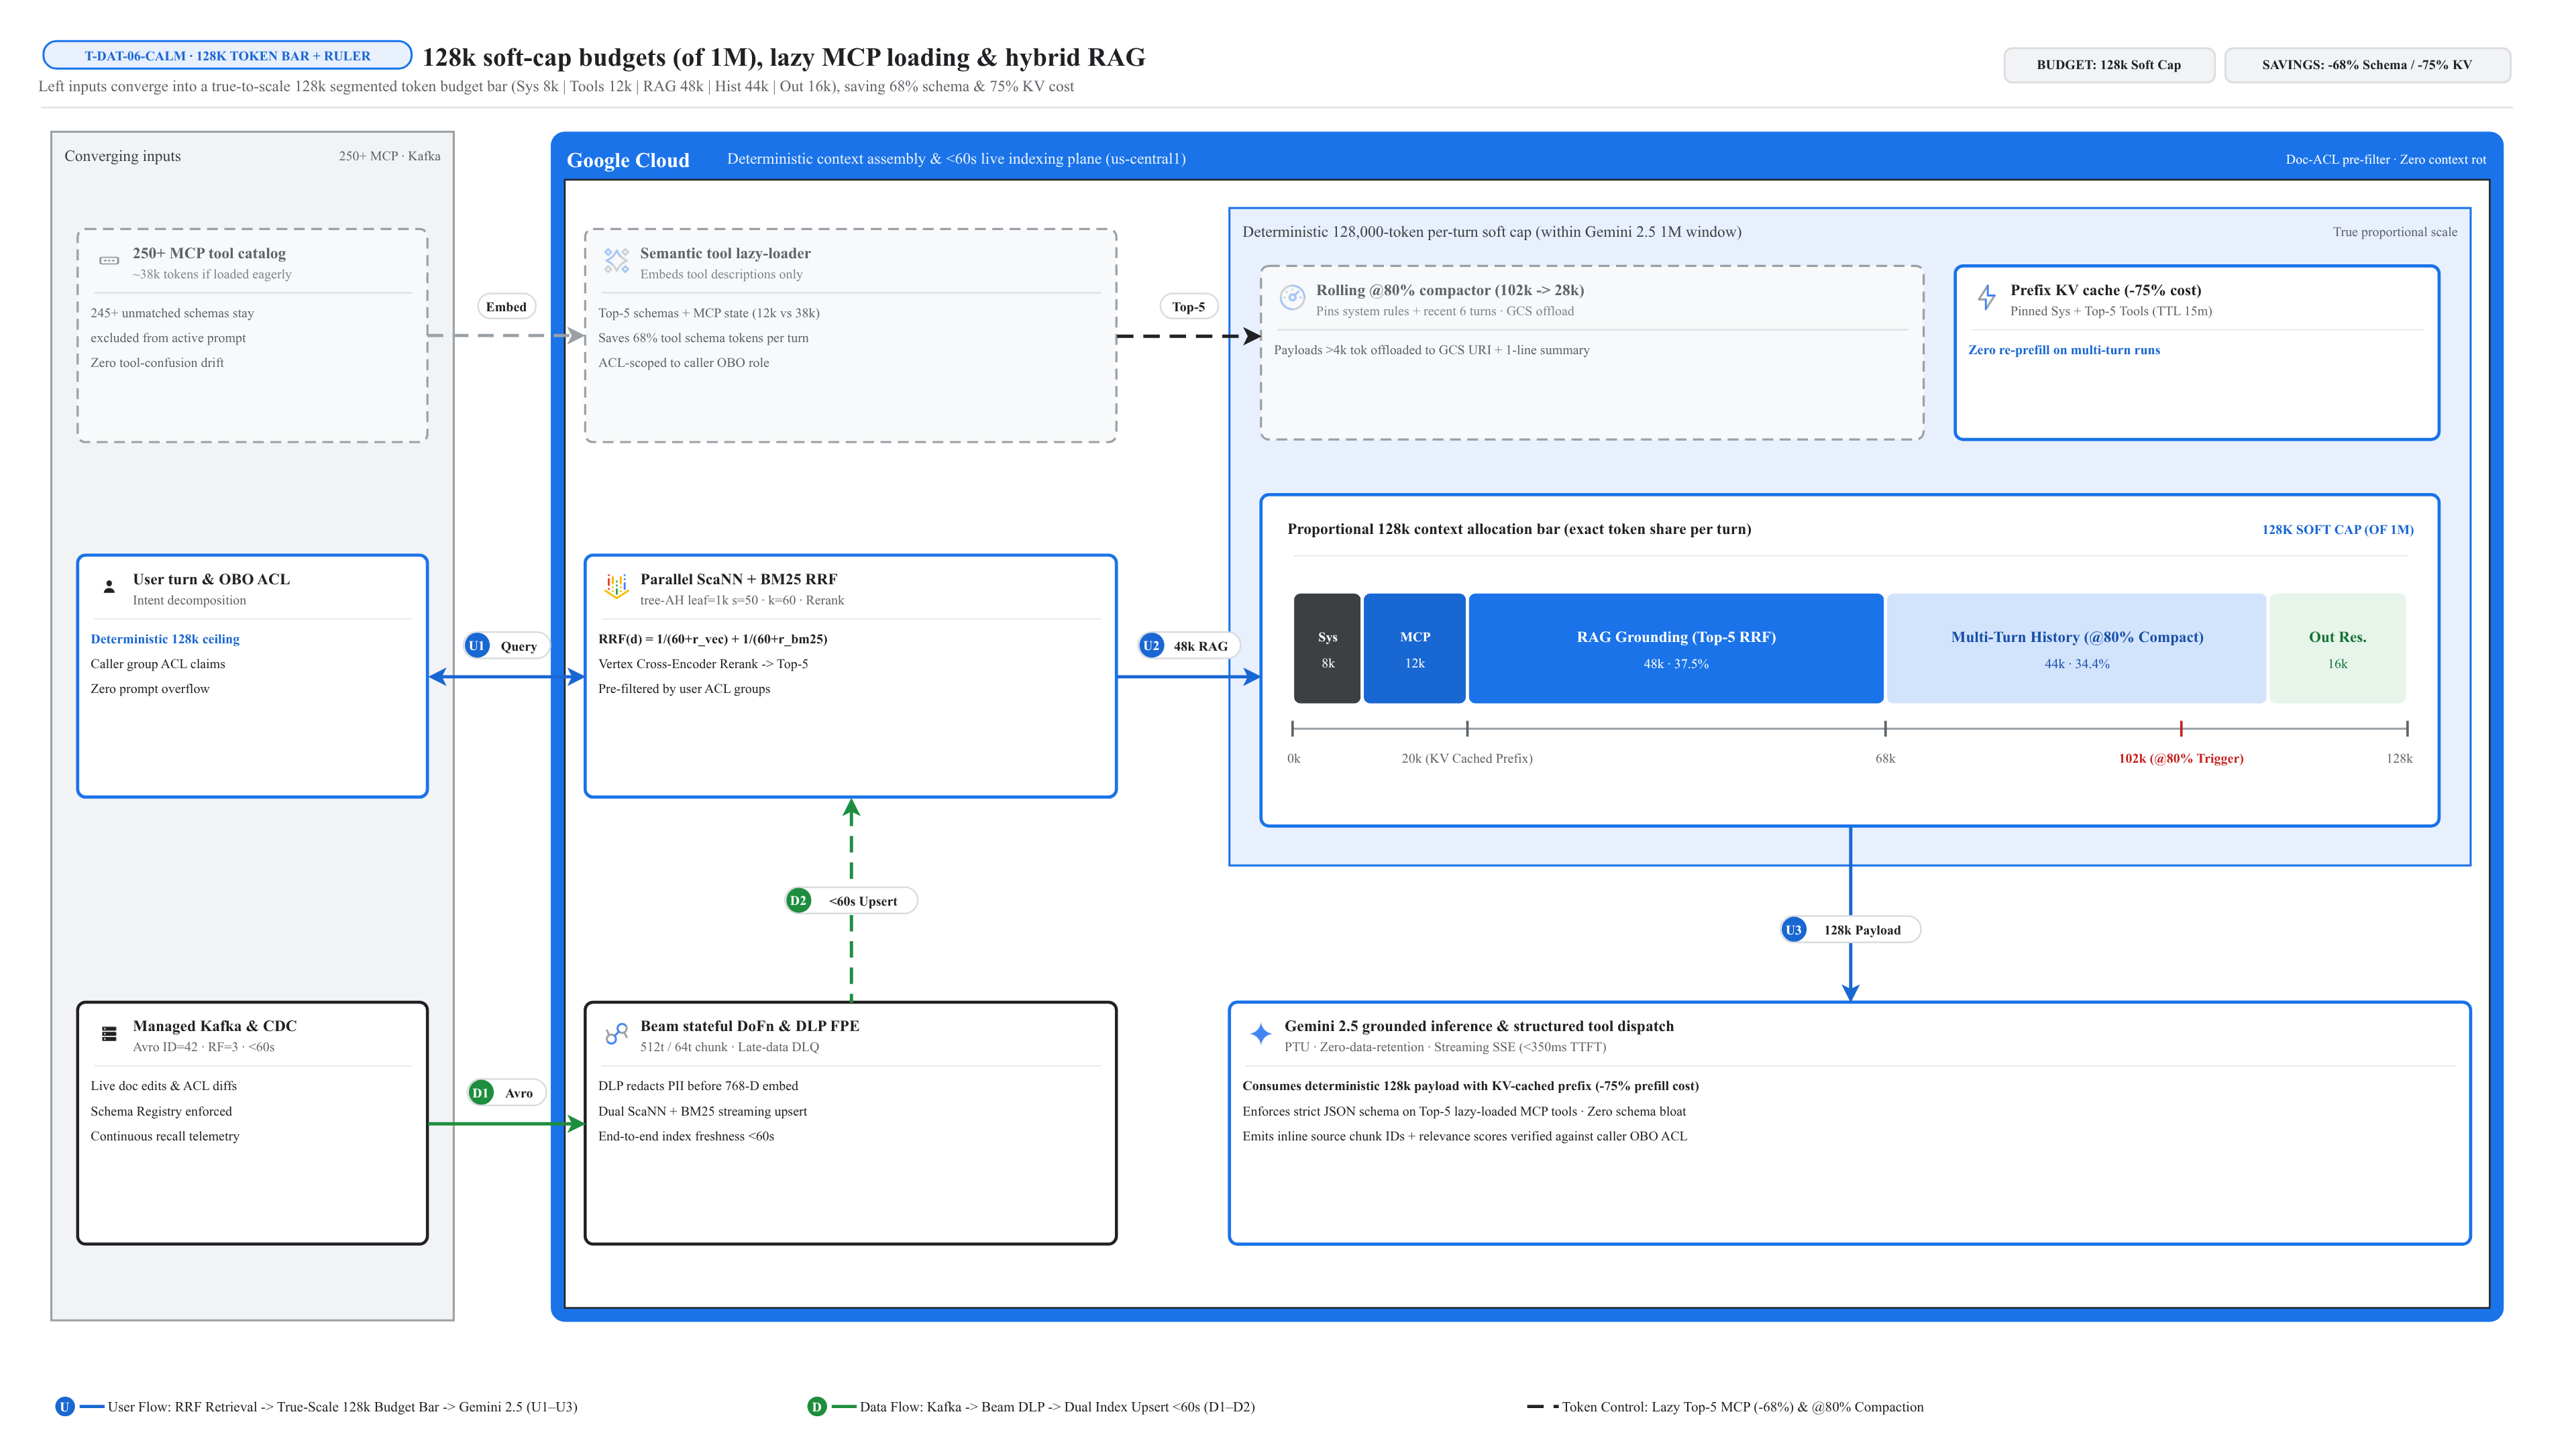 T-DAT-06-CALM · 128K TOKEN BAR + RULER
128k soft-cap budgets (of 1M), lazy MCP loading & hybrid RAG
Left inputs converge into a true-to-scale 128k segmented token budget bar (Sys 8k | Tools 12k | RAG 48k | Hist 44k | Out 16k), saving 68% schema & 75% KV cost
BUDGET: 128k Soft Cap
SAVINGS: -68% Schema / -75% KV
Converging inputs
250+ MCP · Kafka
Google Cloud
Deterministic context assembly & <60s live indexing plane (us-central1)
Doc-ACL pre-filter · Zero context rot
250+ MCP tool catalog
~38k tokens if loaded eagerly
245+ unmatched schemas stay
excluded from active prompt
Zero tool-confusion drift
Embed
Semantic tool lazy-loader
Embeds tool descriptions only
Top-5 schemas + MCP state (12k vs 38k)
Saves 68% tool schema tokens per turn
ACL-scoped to caller OBO role
Top-5
Deterministic 128,000-token per-turn soft cap (within Gemini 2.5 1M window)
True proportional scale
Rolling @80% compactor (102k -> 28k)
Pins system rules + recent 6 turns · GCS offload
Payloads >4k tok offloaded to GCS URI + 1-line summary
Prefix KV cache (-75% cost)
Pinned Sys + Top-5 Tools (TTL 15m)
Zero re-prefill on multi-turn runs
User turn & OBO ACL
Intent decomposition
Deterministic 128k ceiling
Caller group ACL claims
Zero prompt overflow
U1 Query
Parallel ScaNN + BM25 RRF
tree-AH leaf=1k s=50 · k=60 · Rerank
RRF(d) = 1/(60+r_vec) + 1/(60+r_bm25)
Vertex Cross-Encoder Rerank -> Top-5
Pre-filtered by user ACL groups
U2 48k RAG
Proportional 128k context allocation bar (exact token share per turn)
128K SOFT CAP (OF 1M)
Sys
8k
MCP
12k
RAG Grounding (Top-5 RRF)
48k · 37.5%
Multi-Turn History (@80% Compact)
44k · 34.4%
Out Res.
16k
0k
20k (KV Cached Prefix)
68k
102k (@80% Trigger)
128k
D2 <60s Upsert
U3 128k Payload
Managed Kafka & CDC
Avro ID=42 · RF=3 · <60s
Live doc edits & ACL diffs
Schema Registry enforced
Continuous recall telemetry
D1 Avro
Beam stateful DoFn & DLP FPE
512t / 64t chunk · Late-data DLQ
DLP redacts PII before 768-D embed
Dual ScaNN + BM25 streaming upsert
End-to-end index freshness <60s
Gemini 2.5 grounded inference & structured tool dispatch
PTU · Zero-data-retention · Streaming SSE (<350ms TTFT)
Consumes deterministic 128k payload with KV-cached prefix (-75% prefill cost)
Enforces strict JSON schema on Top-5 lazy-loaded MCP tools · Zero schema bloat
Emits inline source chunk IDs + relevance scores verified against caller OBO ACL
U User Flow: RRF Retrieval -> True-Scale 128k Budget Bar -> Gemini 2.5 (U1–U3)
D Data Flow: Kafka -> Beam DLP -> Dual Index Upsert <60s (D1–D2)
Token Control: Lazy Top-5 MCP (-68%) & @80% Compaction